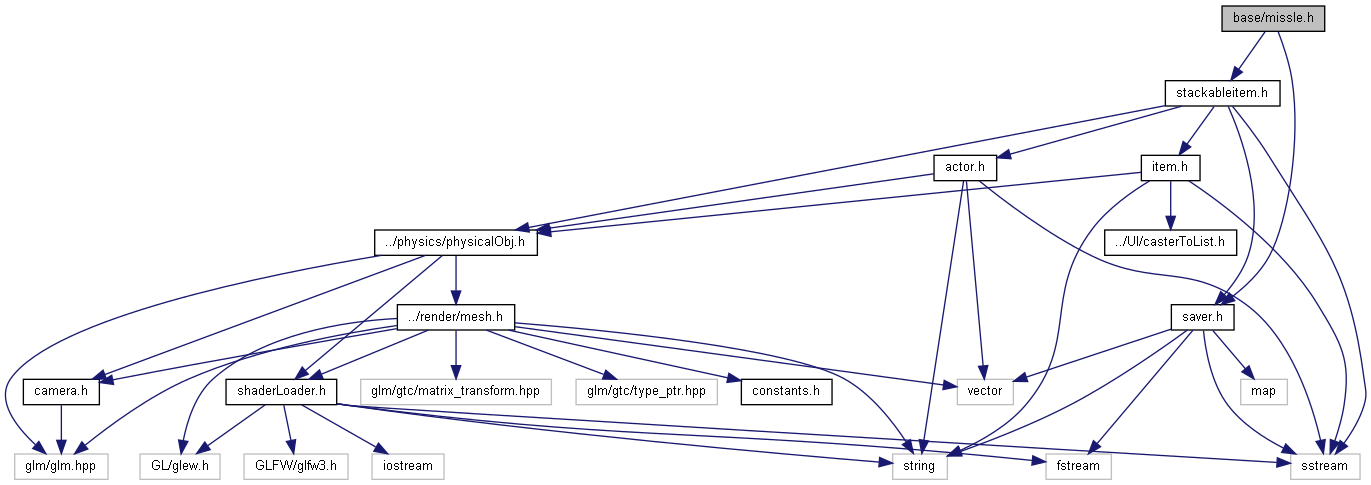 base/missle.h
stackableitem.h
actor.h
item.h
../physics/physicalObj.h
../UI/casterToList.h
../render/mesh.h
saver.h
camera.h
shaderLoader.h
glm/gtc/matrix_transform.hpp
glm/gtc/type_ptr.hpp
constants.h
vector
map
glm/glm.hpp
GL/glew.h
GLFW/glfw3.h
iostream
string
fstream
sstream